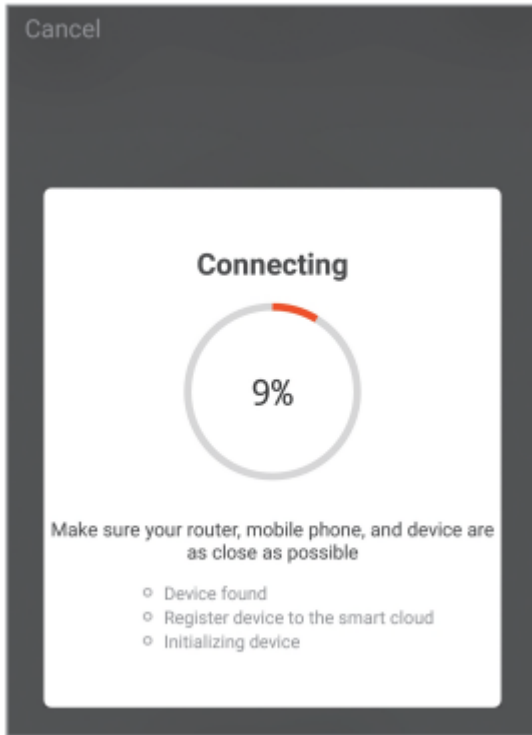 Cancel
Connecting
9%
Make sure your router, mobile phone, and device are
as close as possible
Device found
Register device to the smart cloud
Initializing device